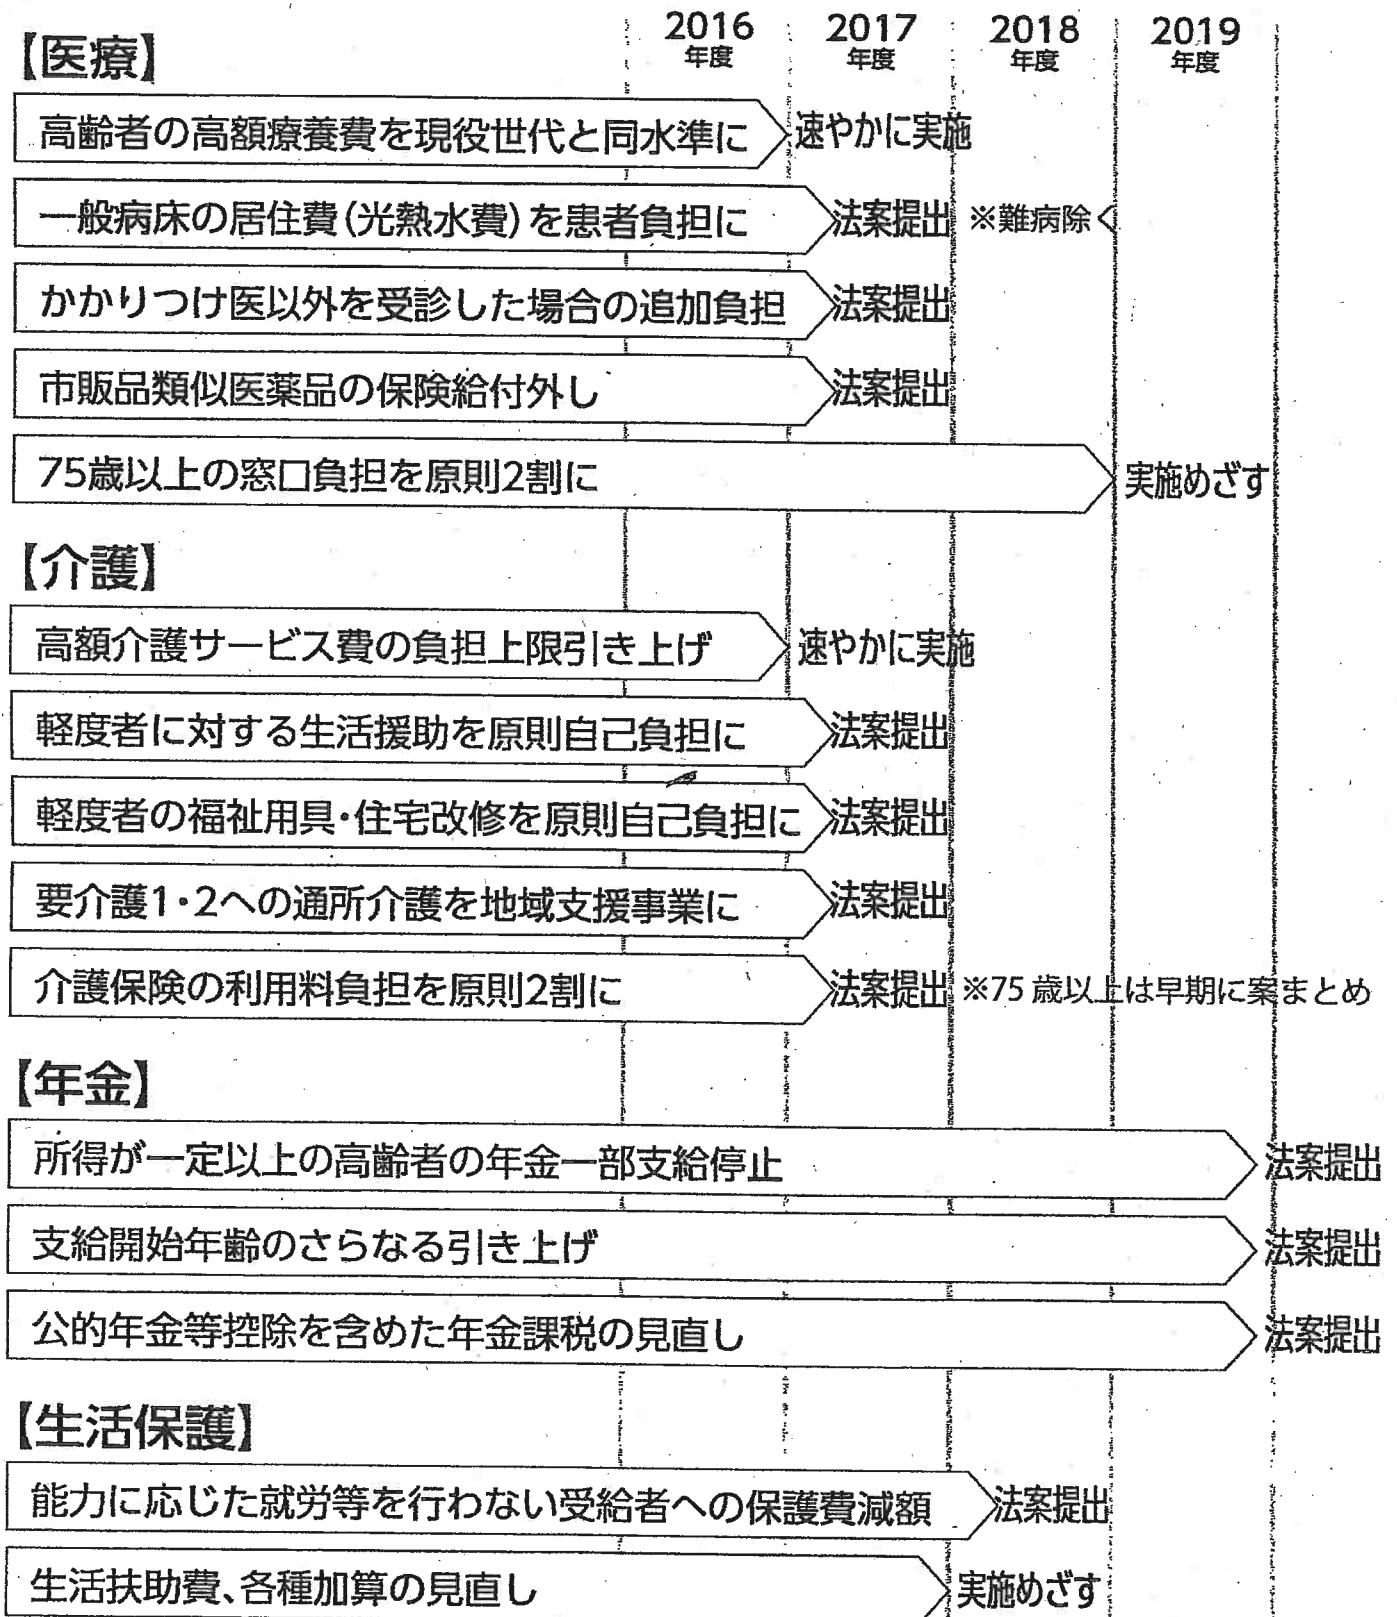 2016年度 2017年度 2018年度 2019年度
【医療】
高齢者の高額療養費を現役世代と同水準に 速やかに実施
一般病床の居住費(光熱水費)を患者負担に 法案提出 ※難病除く
かかりつけ医以外を受診した場合の追加負担 法案提出
市販品類似医薬品の保険給付外し 法案提出
75歳以上の窓口負担を原則2割に 実施めざす
【介護】
高額介護サービス費の負担上限引き上げ 速やかに実施
軽度者に対する生活援助を原則自己負担に 法案提出
軽度者の福祉用具・住宅改修を原則自己負担に 法案提出
要介護1・2への通所介護を地域支援事業に 法案提出
介護保険の利用料負担を原則2割に 法案提出 ※75歳以上は早期に案まとめ
【年金】
所得が一定以上の高齢者の年金一部支給停止 法案提出
支給開始年齢のさらなる引き上げ 法案提出
公的年金等控除を含めた年金課税の見直し 法案提出
【生活保護】
能力に応じた就労等を行わない受給者への保護費減額 法案提出
生活扶助費、各種加算の見直し 実施めざす